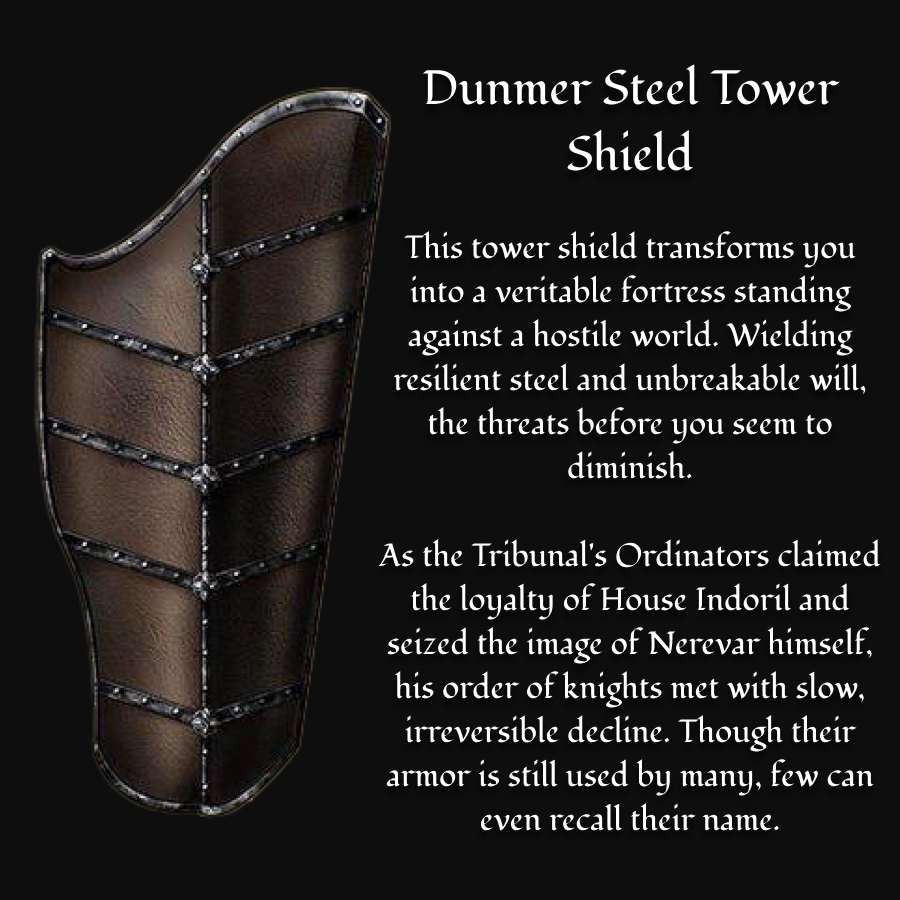 Dunmer Steel Tower
Shield
This tower shield transforms you
into a veritable fortress standing
against a hostile world. Wielding
resilient steel and unbreakable will,
the threats before you seem to
diminish.
As the Tribunal's Ordinators claimed
the loyalty of House Indoril and
seized the image of Nerevar himself,
his order of knights met with slow,
irreversible decline. Though their
armor is still used by many, few can
even recall their name.